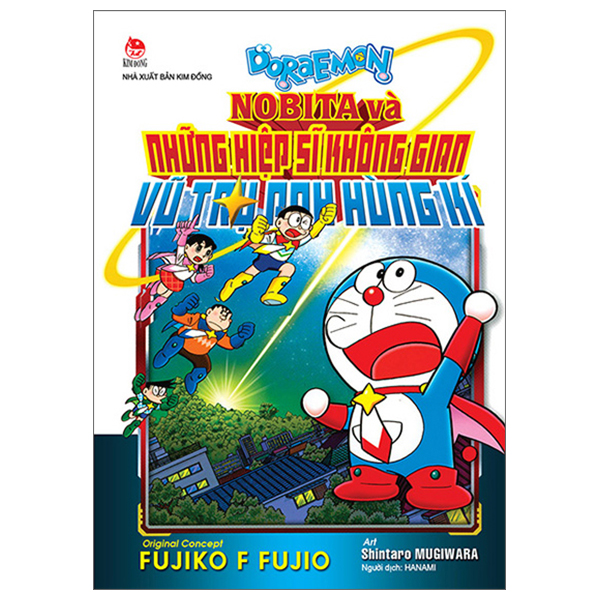 KIM ĐỒNG
NHÀ XUẤT BẢN KIM ĐỒNG
DORAEMON
NOBITA và
NHỮNG HIỆP SĨ KHÔNG GIAN
VŨ TRỤ ANH HÙNG KÍ
Original Concept
FUJIKO F FUJIO
Art
Shintaro MUGIWARA
Người dịch: HANAMI